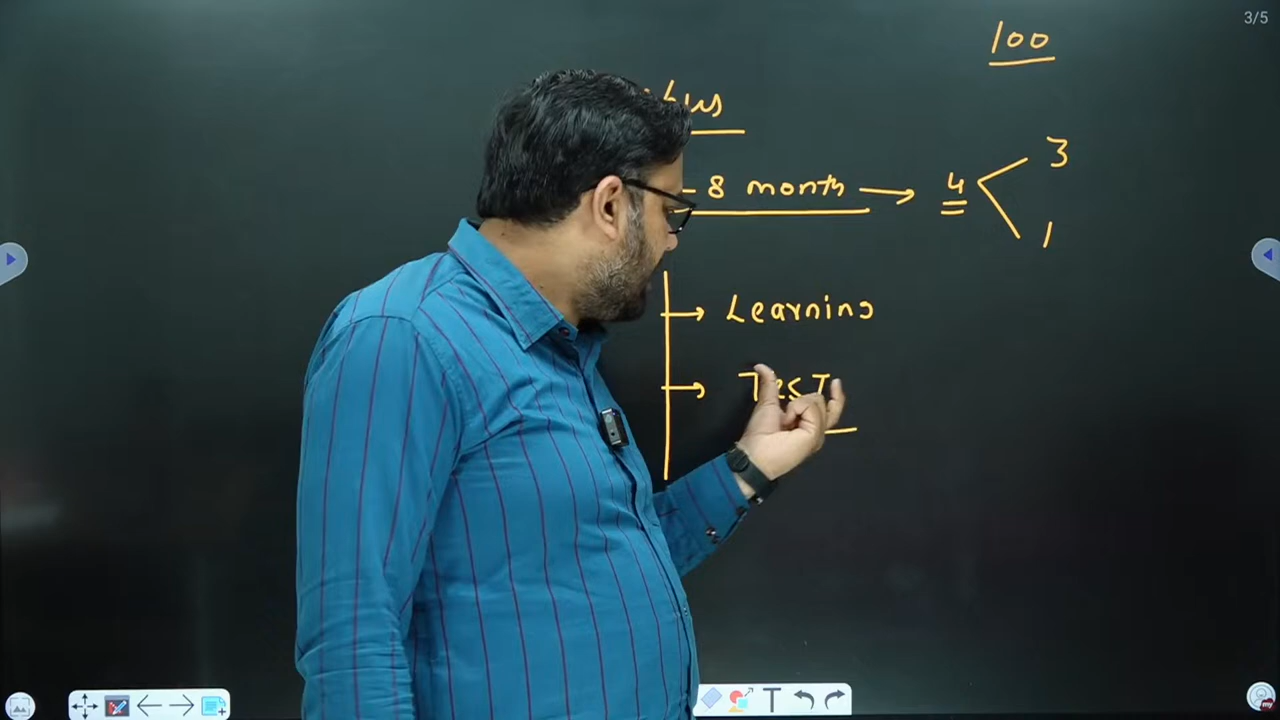 3/5
100
8 month → 4 < 3
1
→ Learning
→ Test